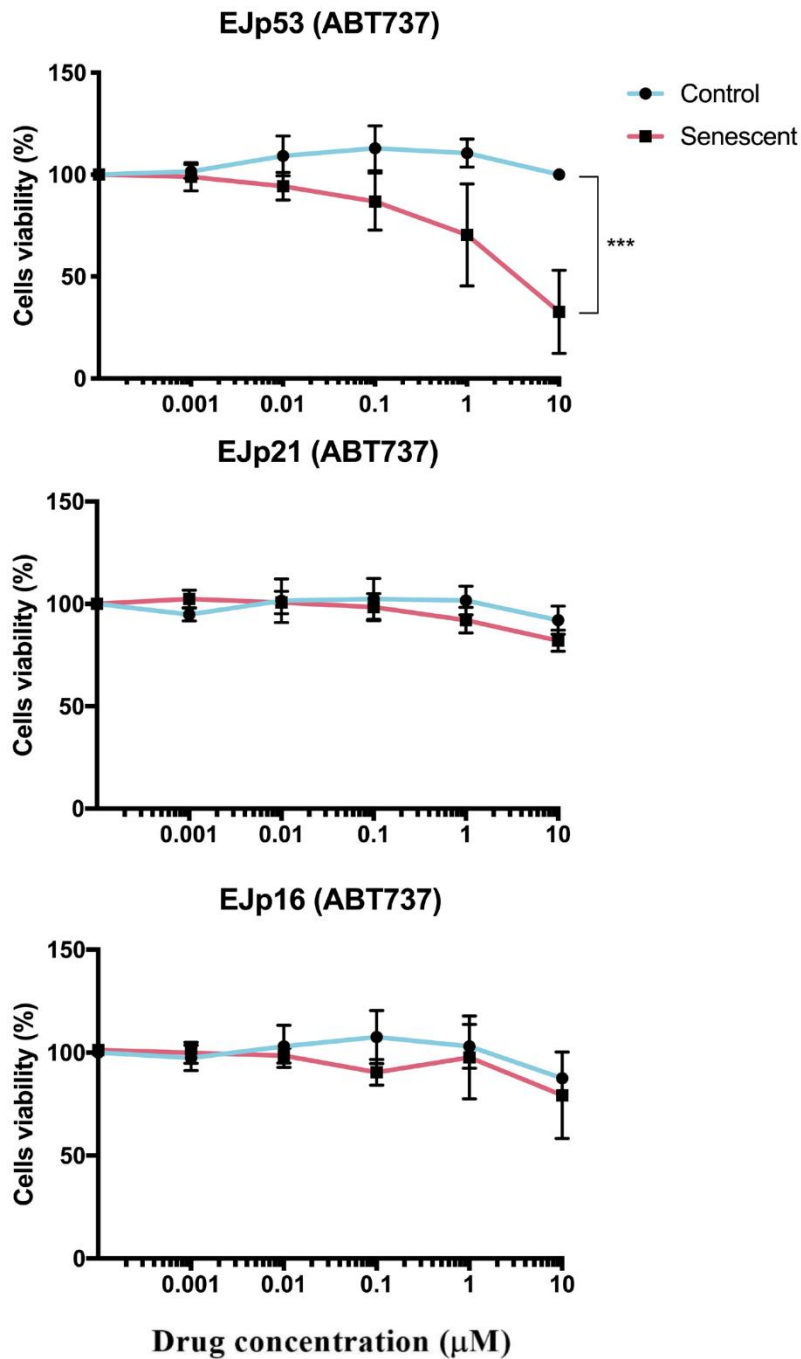 EJp53 (ABT737)
150
100
50
0
Cells viability (%)
0.001 0.01 0.1 1 10
***
Control
Senescent
EJp21 (ABT737)
150
100
50
0
Cells viability (%)
0.001 0.01 0.1 1 10
EJp16 (ABT737)
150
100
50
0
Cells viability (%)
0.001 0.01 0.1 1 10
Drug concentration (μM)